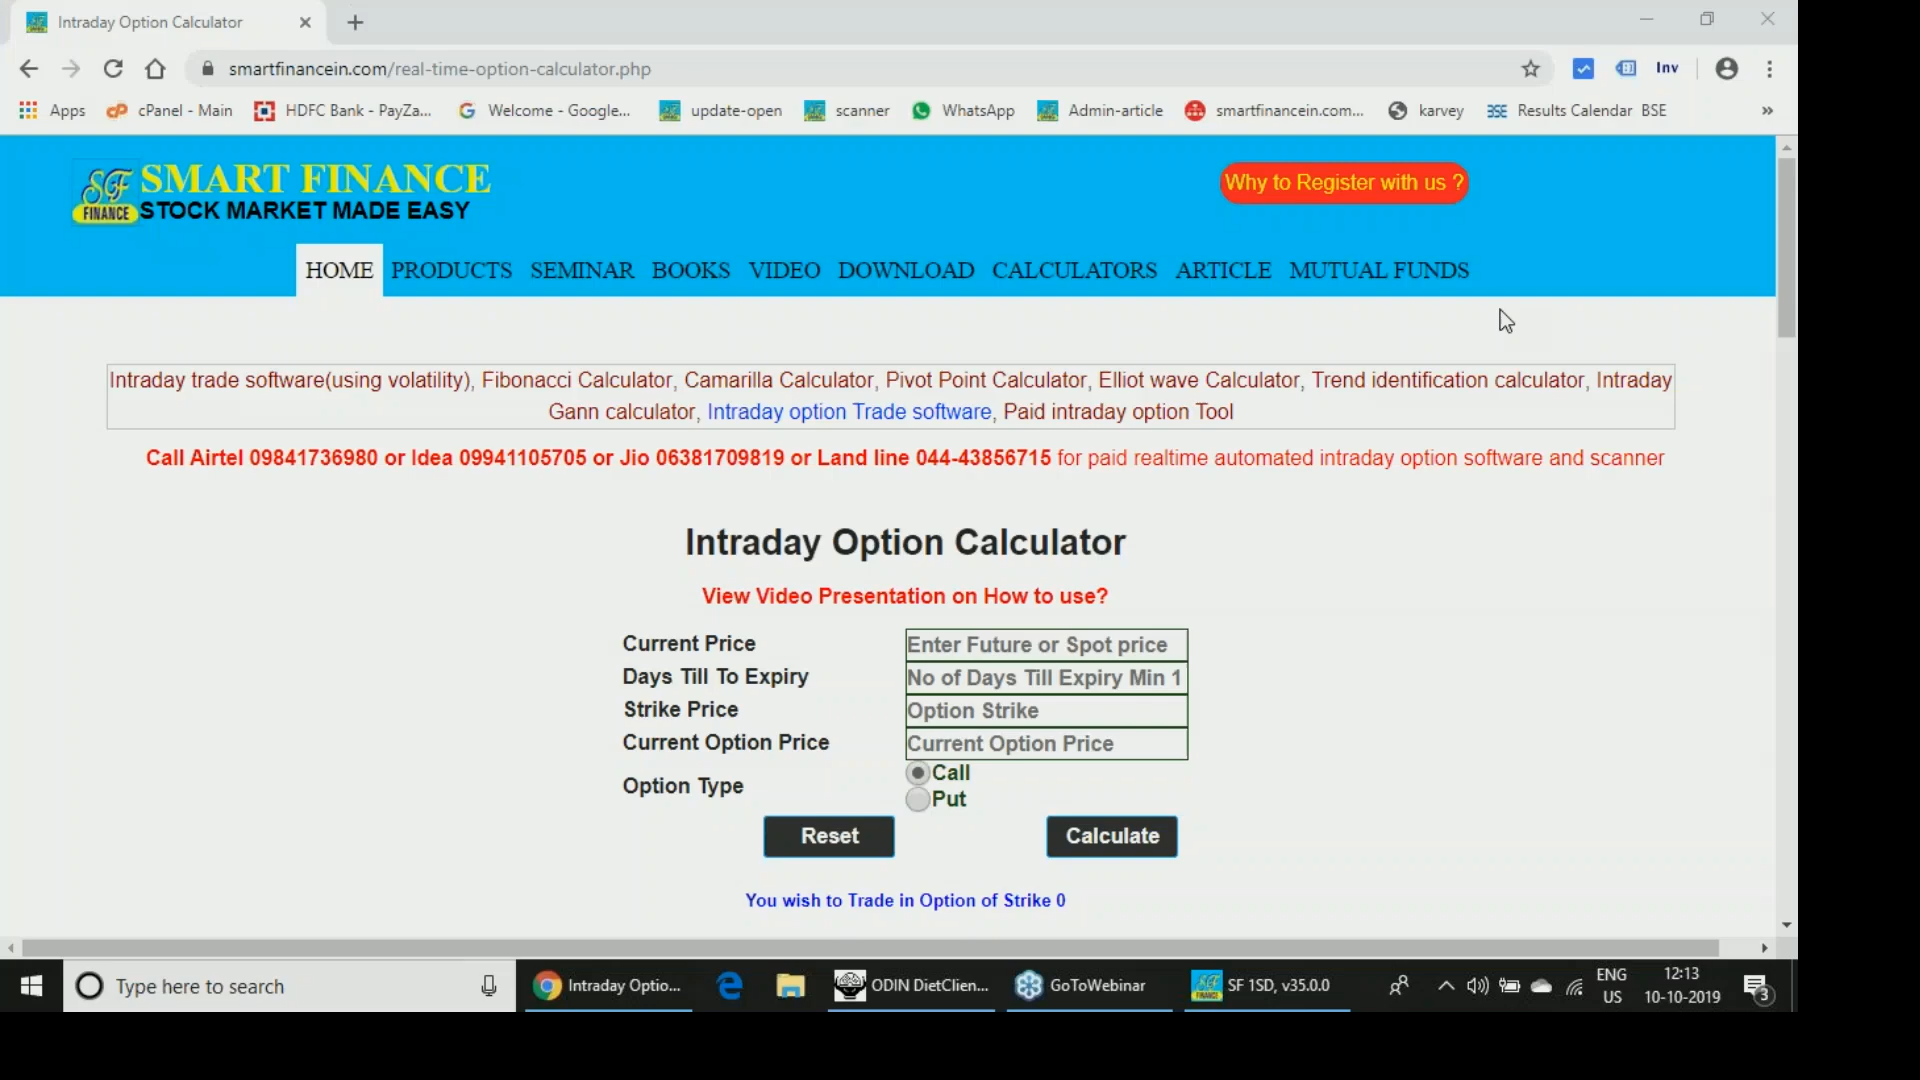 Intraday Option Calculator
smartfinancein.com/real-time-option-calculator.php
Inv
Apps cPanel - Main HDFC Bank - PayZa... Welcome - Google... update-open scanner WhatsApp Admin-article smartfinancein.com... karvey BSE Results Calendar BSE »
SGF FINANCE
SMART FINANCE
STOCK MARKET MADE EASY
Why to Register with us ?
HOME PRODUCTS SEMINAR BOOKS VIDEO DOWNLOAD CALCULATORS ARTICLE MUTUAL FUNDS
Intraday trade software(using volatility), Fibonacci Calculator, Camarilla Calculator, Pivot Point Calculator, Elliot wave Calculator, Trend identification calculator, Intraday
Gann calculator, Intraday option Trade software, Paid intraday option Tool
Call Airtel 09841736980 or Idea 09941105705 or Jio 06381709819 or Land line 044-43856715 for paid realtime automated intraday option software and scanner
Intraday Option Calculator
View Video Presentation on How to use?
Current Price Enter Future or Spot price
Days Till To Expiry No of Days Till Expiry Min 1
Strike Price Option Strike
Current Option Price Current Option Price
Option Type Call
Put
Reset Calculate
You wish to Trade in Option of Strike 0
Type here to search Intraday Optio... ODIN DietClien... GoToWebinar SF 1SD, v35.0.0
ENG 12:13
US 10-10-2019 3